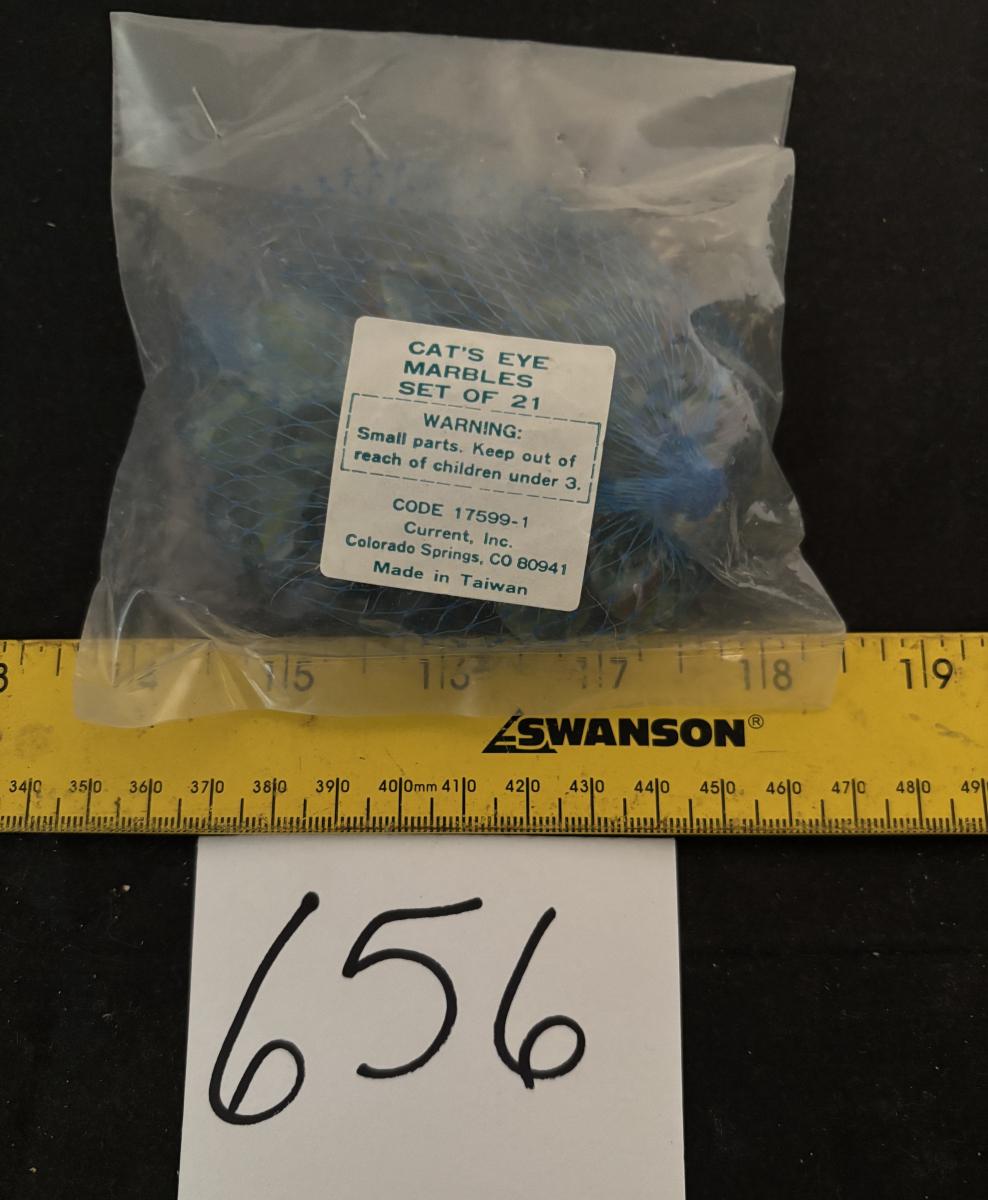 CAT'S EYE
MARBLES
SET OF 21
WARNING:
Small parts. Keep out of
reach of children under 3.
CODE 17599-1
Current, Inc.
Colorado Springs, CO 80941
Made in Taiwan
3 14 15 16 17 18 19
SWANSON®
340 350 360 370 380 390 400mm 410 420 430 440 450 460 470 480 49
656